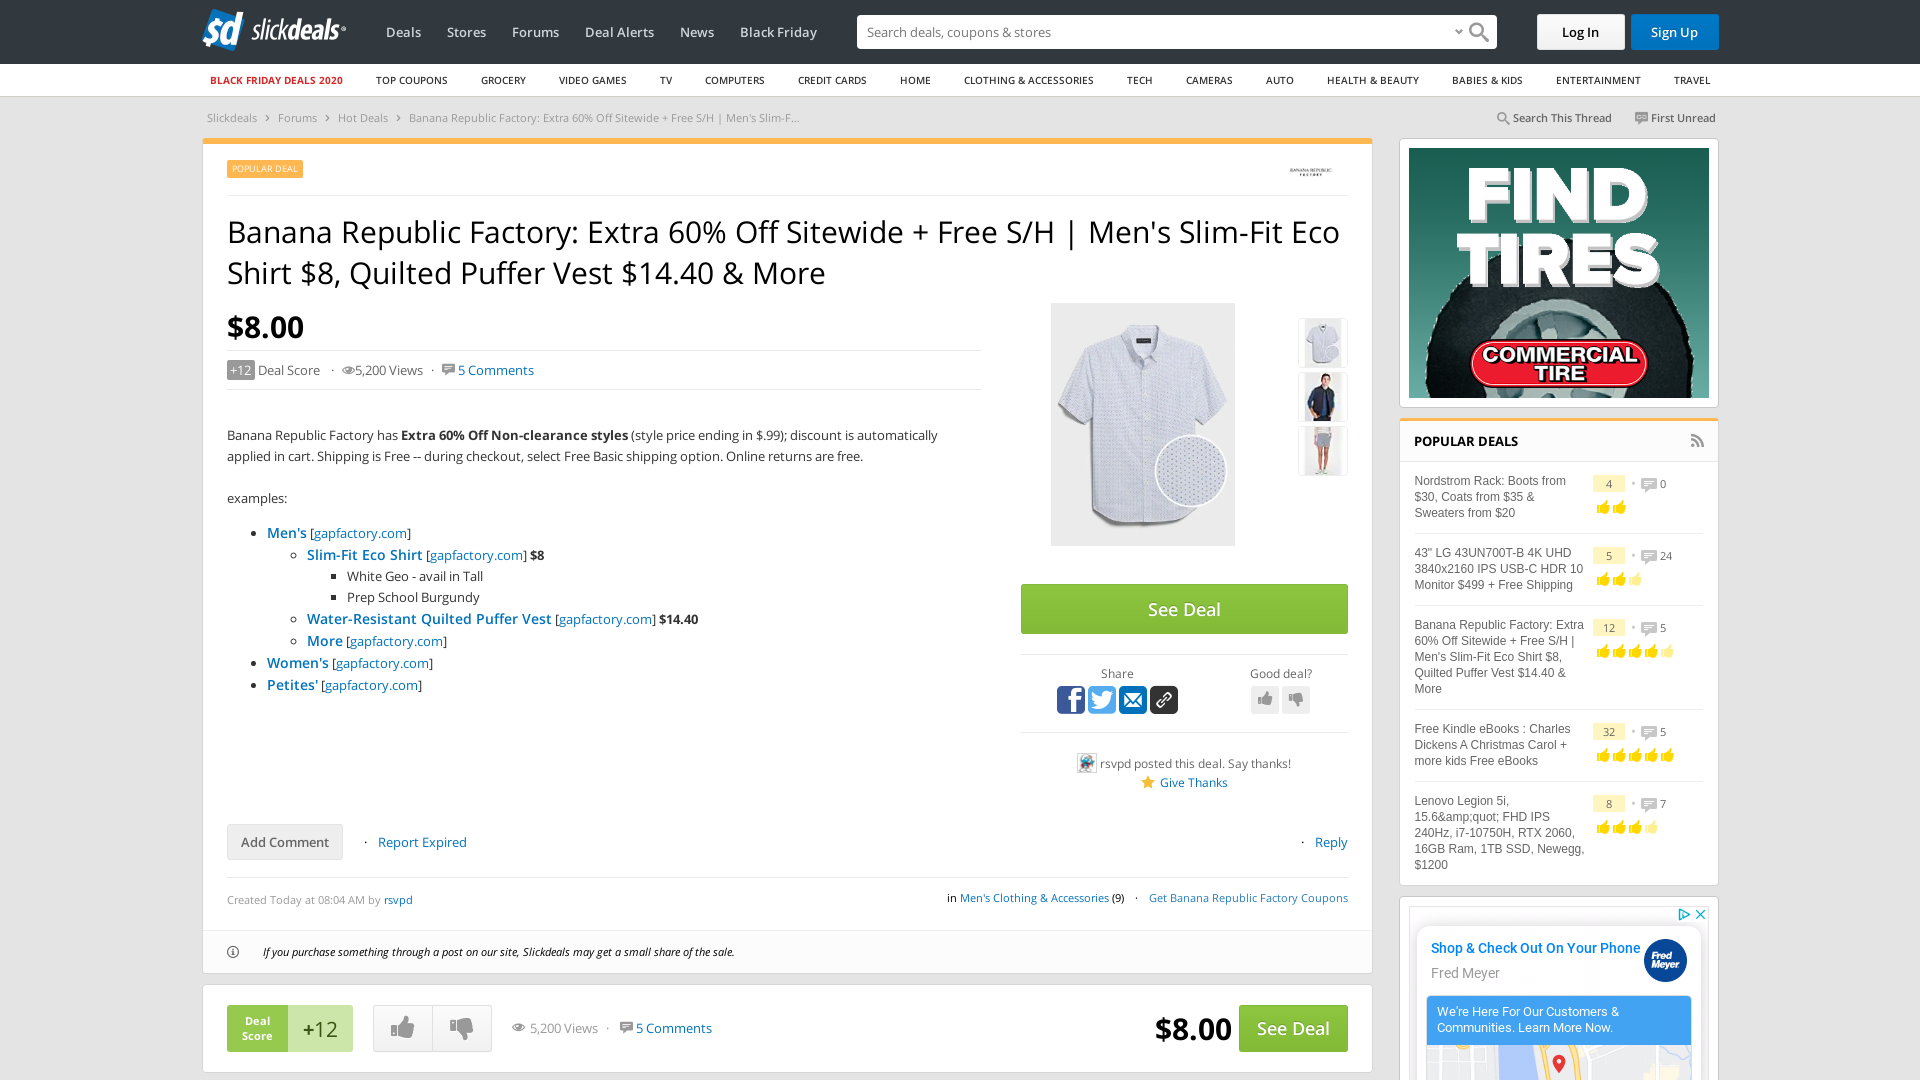 slickdeals
Deals Stores Forums Deal Alerts News Black Friday
Search deals, coupons & stores
Log In Sign Up
BLACK FRIDAY DEALS 2020 TOP COUPONS GROCERY VIDEO GAMES TV COMPUTERS CREDIT CARDS HOME CLOTHING & ACCESSORIES TECH CAMERAS AUTO HEALTH & BEAUTY BABIES & KIDS ENTERTAINMENT TRAVEL
Slickdeals › Forums › Hot Deals › Banana Republic Factory: Extra 60% Off Sitewide + Free S/H | Men's Slim-F...
Search This Thread First Unread
POPULAR DEAL
BANANA REPUBLIC
FACTORY
Banana Republic Factory: Extra 60% Off Sitewide + Free S/H | Men's Slim-Fit Eco
Shirt $8, Quilted Puffer Vest $14.40 & More
$8.00
+12 Deal Score · 5,200 Views · 5 Comments
Banana Republic Factory has Extra 60% Off Non-clearance styles (style price ending in $.99); discount is automatically
applied in cart. Shipping is Free -- during checkout, select Free Basic shipping option. Online returns are free.
examples:
Men's [gapfactory.com]
Slim-Fit Eco Shirt [gapfactory.com] $8
White Geo - avail in Tall
Prep School Burgundy
Water-Resistant Quilted Puffer Vest [gapfactory.com] $14.40
More [gapfactory.com]
Women's [gapfactory.com]
Petites' [gapfactory.com]
See Deal
Share
Good deal?
rsvpd posted this deal. Say thanks!
Give Thanks
Add Comment · Report Expired
· Reply
Created Today at 08:04 AM by rsvpd
in Men's Clothing & Accessories (9) · Get Banana Republic Factory Coupons
If you purchase something through a post on our site, Slickdeals may get a small share of the sale.
Deal
Score
+12
5,200 Views · 5 Comments
$8.00
See Deal
FIND
TIRES
COMMERCIAL
TIRE
POPULAR DEALS
Nordstrom Rack: Boots from
$30, Coats from $35 &
Sweaters from $20
4 • 0
43" LG 43UN700T-B 4K UHD
3840x2160 IPS USB-C HDR 10
Monitor $499 + Free Shipping
5 • 24
Banana Republic Factory: Extra
60% Off Sitewide + Free S/H |
Men's Slim-Fit Eco Shirt $8,
Quilted Puffer Vest $14.40 &
More
12 • 5
Free Kindle eBooks : Charles
Dickens A Christmas Carol +
more kids Free eBooks
32 • 5
Lenovo Legion 5i,
15.6&amp;quot; FHD IPS
240Hz, i7-10750H, RTX 2060,
16GB Ram, 1TB SSD, Newegg,
$1200
8 • 7
Shop & Check Out On Your Phone
Fred Meyer
Fred
Meyer
We're Here For Our Customers &
Communities. Learn More Now.